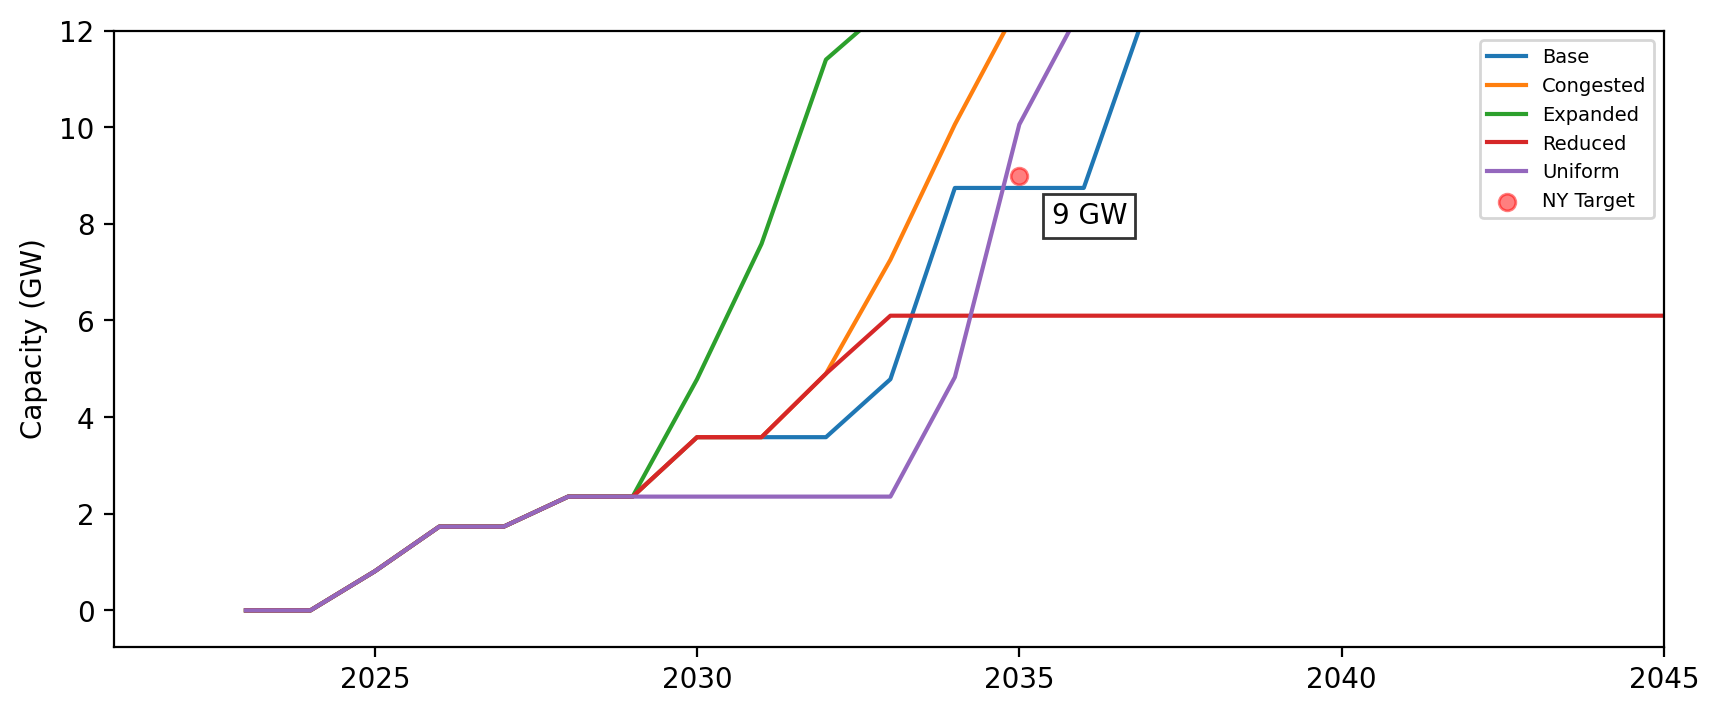 12
10
8
6
4
2
0
Capacity (GW)
2025
2030
2035
2040
2045
9 GW
Base
Congested
Expanded
Reduced
Uniform
NY Target